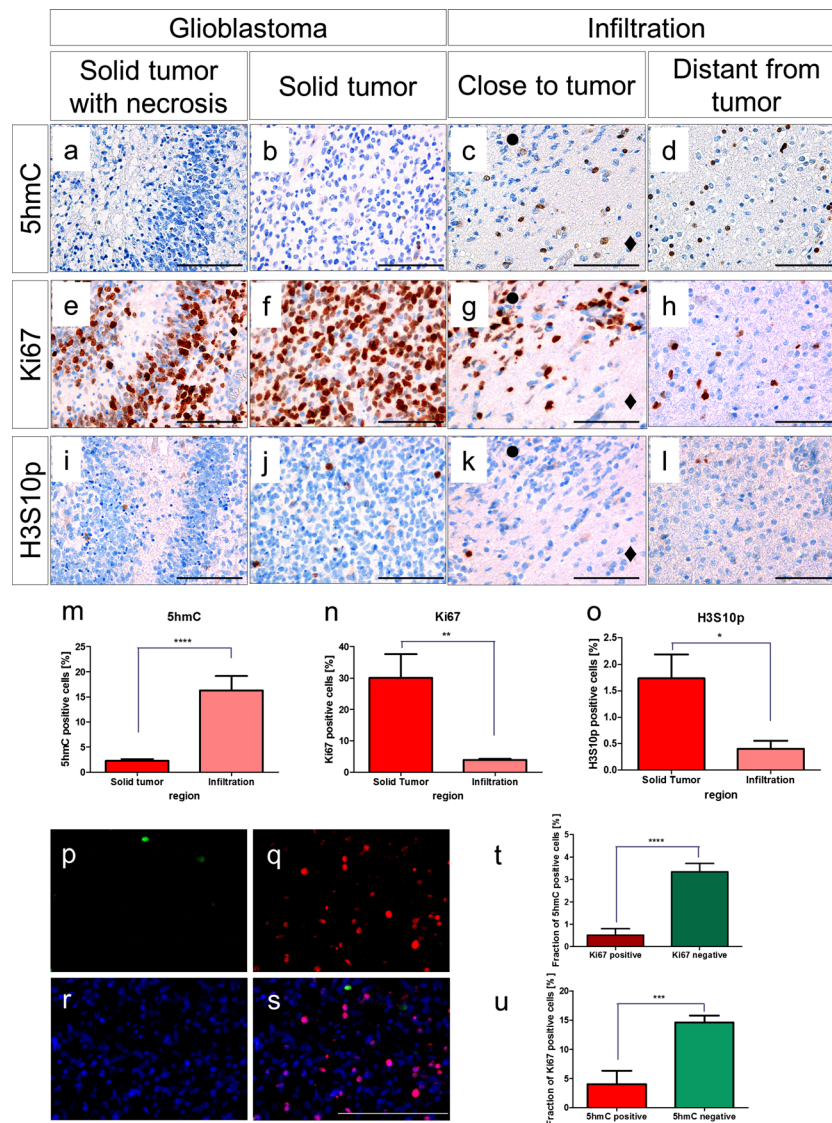 Glioblastoma
Infiltration
Solid tumor with necrosis
Solid tumor
Close to tumor
Distant from tumor
5hmC
a
b
c
d
Ki67
e
f
g
h
H3S10p
i
j
k
l
m
5hmC
5hmC positive cells [%]
25
20
15
10
5
0
****
Solid tumor
Infiltration
region
n
Ki67
Ki67 positive cells [%]
40
30
20
10
0
**
Solid Tumor
Infiltration
region
o
H3S10p
H3S10p positive cells [%]
2.5
2.0
1.5
1.0
0.5
0.0
*
Solid Tumor
Infiltration
region
p
q
r
s
t
Fraction of 5hmC positive cells [%]
5
4
3
2
1
0
****
Ki67 positive
Ki67 negative
u
Fraction of Ki67 positive cells [%]
20
15
10
5
0
***
5hmC positive
5hmC negative